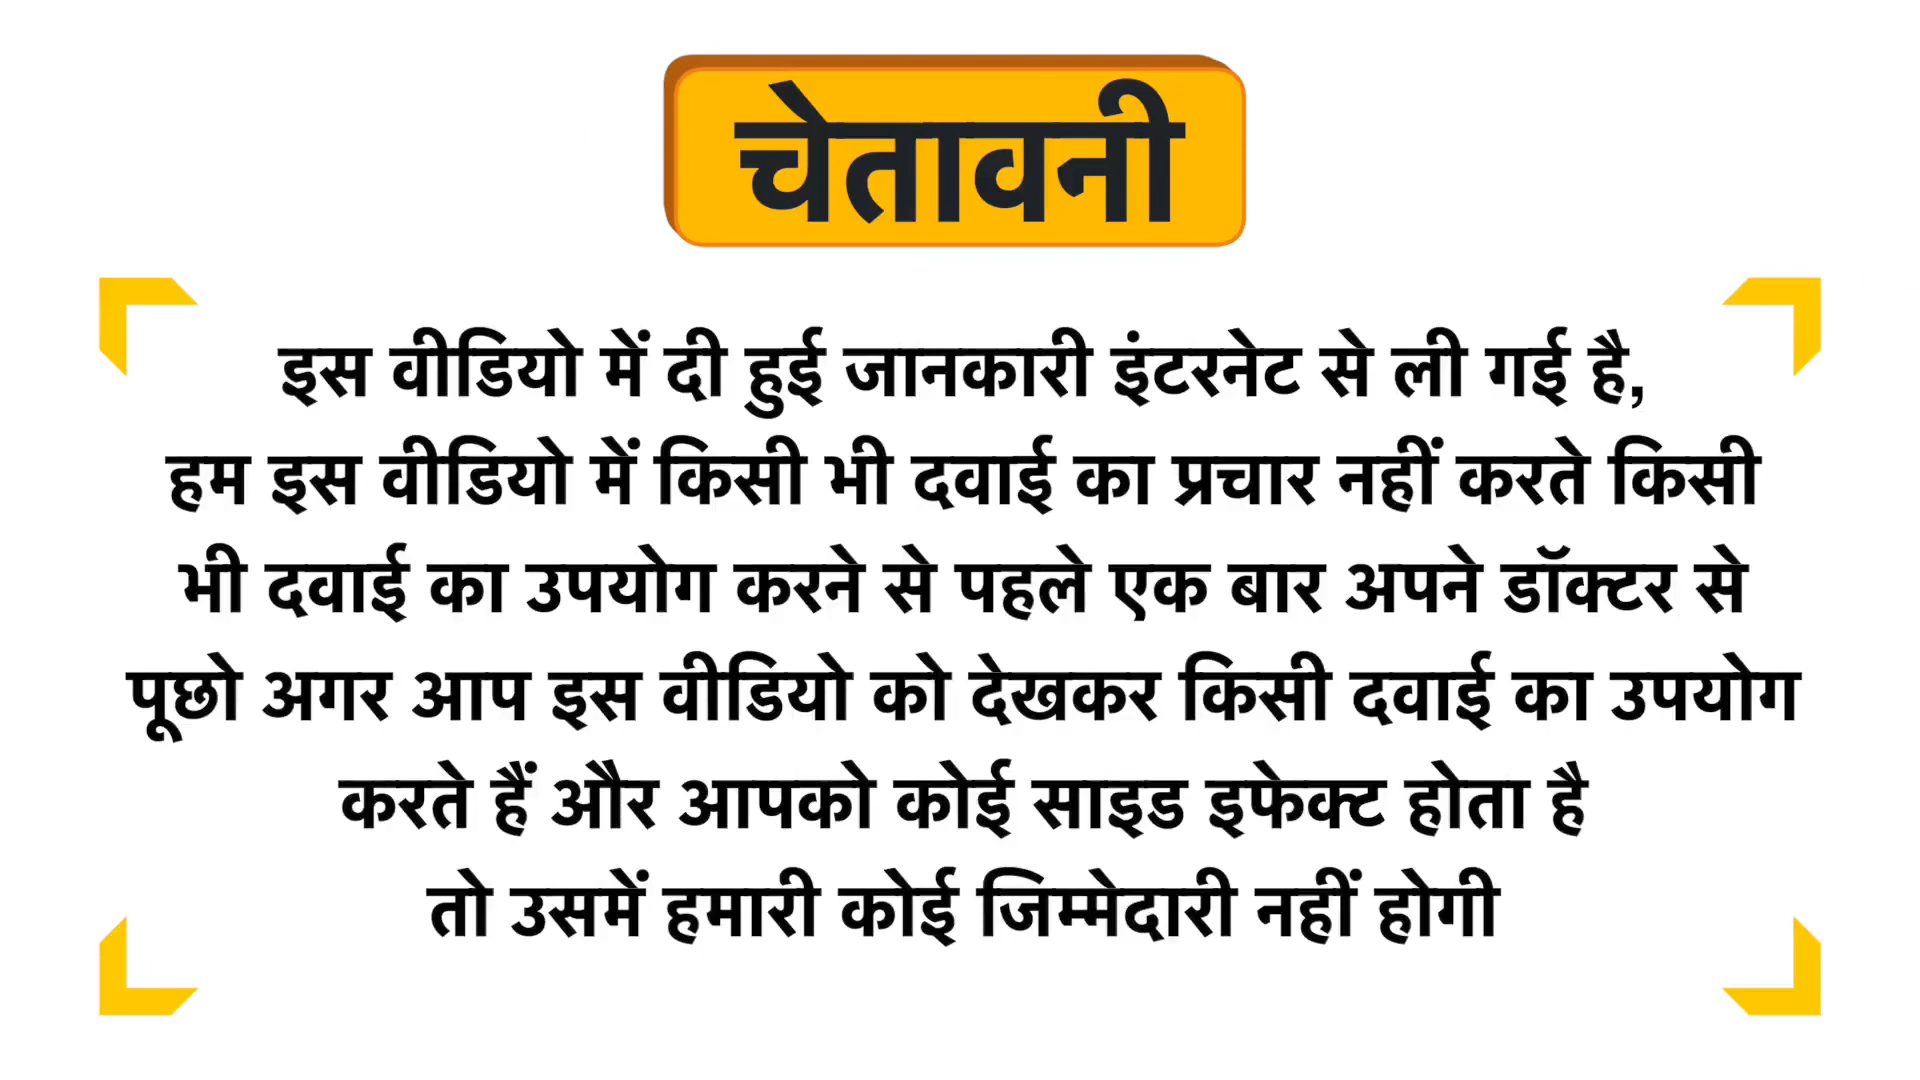 चेतावनी
इस वीडियो में दी हुई जानकारी इंटरनेट से ली गई है,
हम इस वीडियो में किसी भी दवाई का प्रचार नहीं करते किसी
भी दवाई का उपयोग करने से पहले एक बार अपने डॉक्टर से
पूछो अगर आप इस वीडियो को देखकर किसी दवाई का उपयोग
करते हैं और आपको कोई साइड इफेक्ट होता है
तो उसमें हमारी कोई जिम्मेदारी नहीं होगी